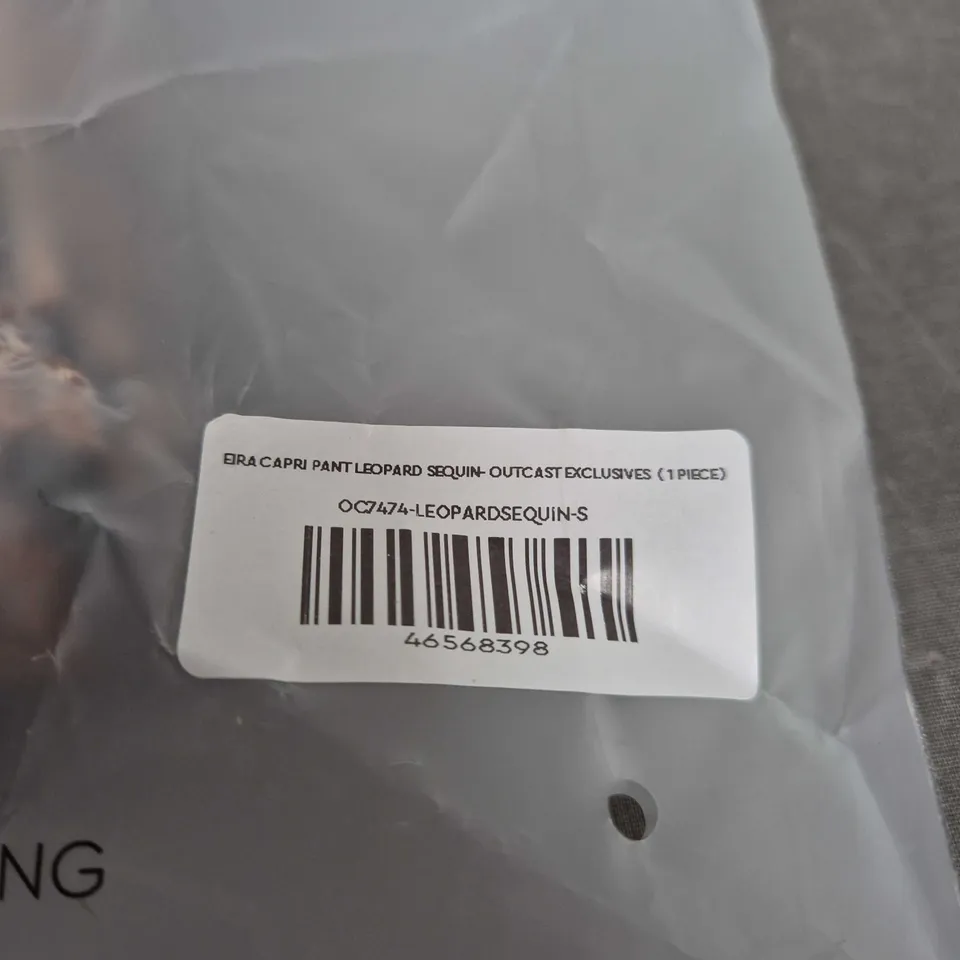 EIRA CAPRI PANT LEOPARD SEQUIN- OUTCAST EXCLUSIVES (1 PIECE)
OC7474-LEOPARDSEQUIN-S
46568398
NG